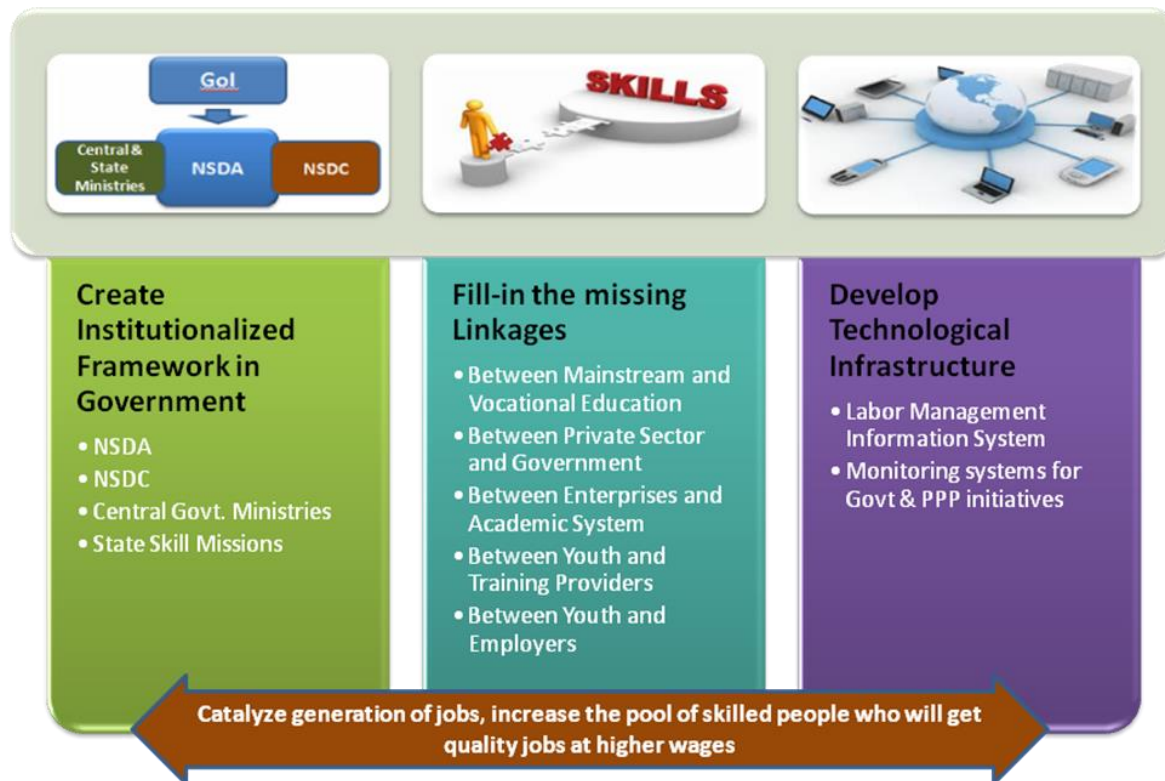 GoI
Central &
State
Ministries
NSDA
NSDC
SKILLS
Create
Institutionalized
Framework in
Government
• NSDA
• NSDC
• Central Govt. Ministries
• State Skill Missions
Fill-in the missing
Linkages
• Between Mainstream and
Vocational Education
• Between Private Sector
and Government
• Between Enterprises and
Academic System
• Between Youth and
Training Providers
• Between Youth and
Employers
Develop
Technological
Infrastructure
• Labor Management
Information System
• Monitoring systems for
Govt & PPP initiatives
Catalyze generation of jobs, increase the pool of skilled people who will get
quality jobs at higher wages